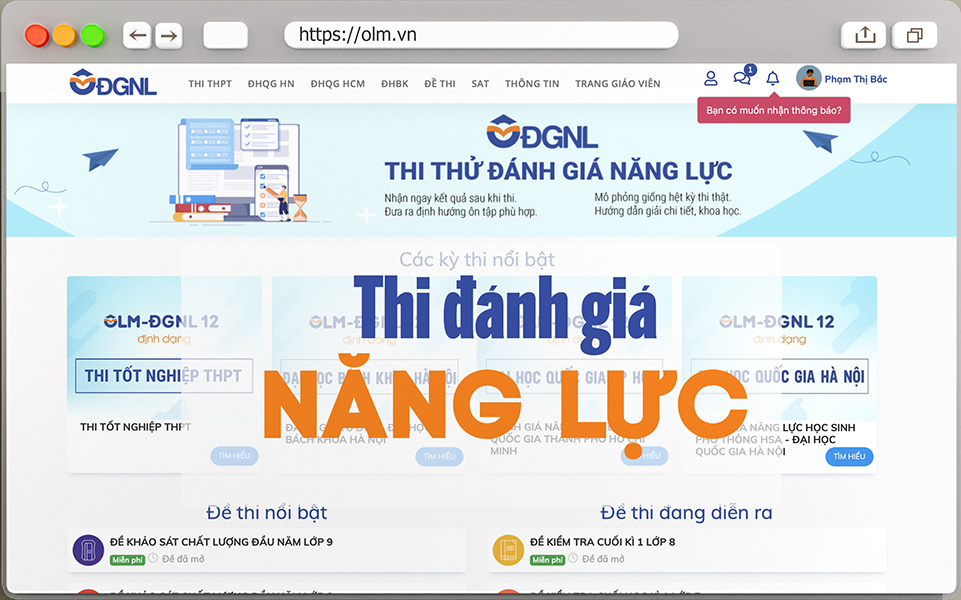 https://olm.vn
ĐGNL
THI THPT ĐHQG HN ĐHQG HCM ĐHBK ĐỀ THI SAT THÔNG TIN TRANG GIÁO VIÊN
1
Phạm Thị Bắc
Bạn có muốn nhận thông báo?
ĐGNL
THI THỬ ĐÁNH GIÁ NĂNG LỰC
Nhận ngay kết quả sau khi thi.
Đưa ra định hướng ôn tập phù hợp.
Mô phỏng giống hệt kỳ thi thật.
Hướng dẫn giải chi tiết, khoa học.
Các kỳ thi nổi bật
Thi đánh giá
NĂNG LỰC
OLM-ĐGNL 12
định dạng
THI TỐT NGHIỆP THPT
THI TỐT NGHIỆP THPT
TÌM HIỂU
BÁCH KHOA HÀ NỘI
TÌM HIỂU
QUỐC GIA THÀNH PHỐ HỒ CHÍ
MINH
OLM-ĐGNL 12
định dạng
QUỐC GIA HÀ NỘI
NĂNG LỰC HỌC SINH
PHỔ THÔNG HSA - ĐẠI HỌC
QUỐC GIA HÀ NỘI
TÌM HIỂU
Đề thi nổi bật
ĐỀ KHẢO SÁT CHẤT LƯỢNG ĐẦU NĂM LỚP 9
Miễn phí Đề đã mở
Đề thi đang diễn ra
ĐỀ KIỂM TRA CUỐI KÌ 1 LỚP 8
Miễn phí Đề đã mở